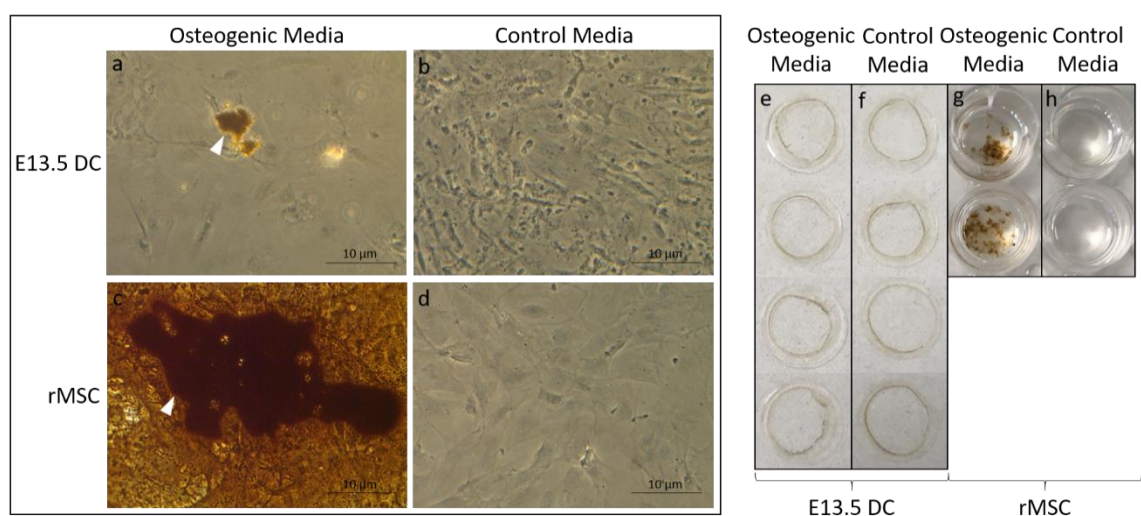 Osteogenic Media
Control Media
a
b
E13.5 DC
10 µm
10 µm
c
d
rMSC
10 µm
10 µm
Osteogenic Media
Control Media
Osteogenic Media
Control Media
e
f
g
h
E13.5 DC
rMSC